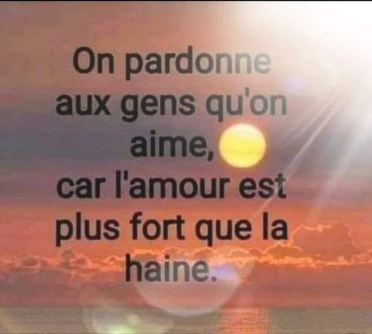 On pardonne
aux gens qu'on
aime,
car l'amour est
plus fort que la
haine.